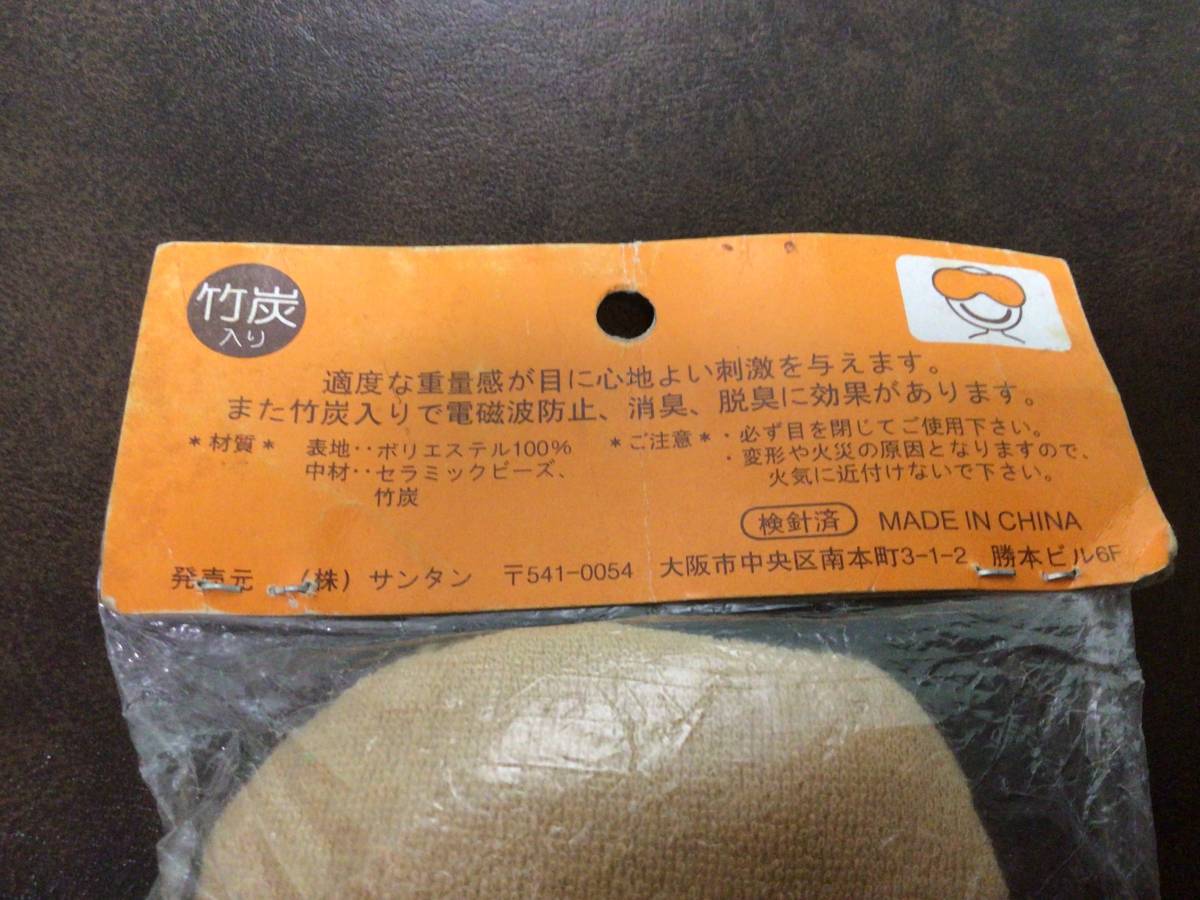 竹炭
入り
適度な重量感が目に心地よい刺激を与えます。
また竹炭入りで電磁波防止、消臭、脱臭に効果があります。
＊材質＊ 表地‥ポリエステル100％
中材‥セラミックビーズ、
竹炭
＊ご注意＊・必ず目を閉じてご使用下さい。
・変形や火災の原因となりますので、
火気に近付けないで下さい。
検針済 MADE IN CHINA
発売元 (株) サンタン 〒541-0054 大阪市中央区南本町3-1-2 勝本ビル6F